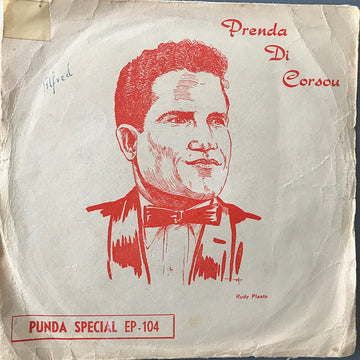 Prenda
Di
Corsou
Alfred
Rudy Plaate
PUNDA SPECIAL EP-104